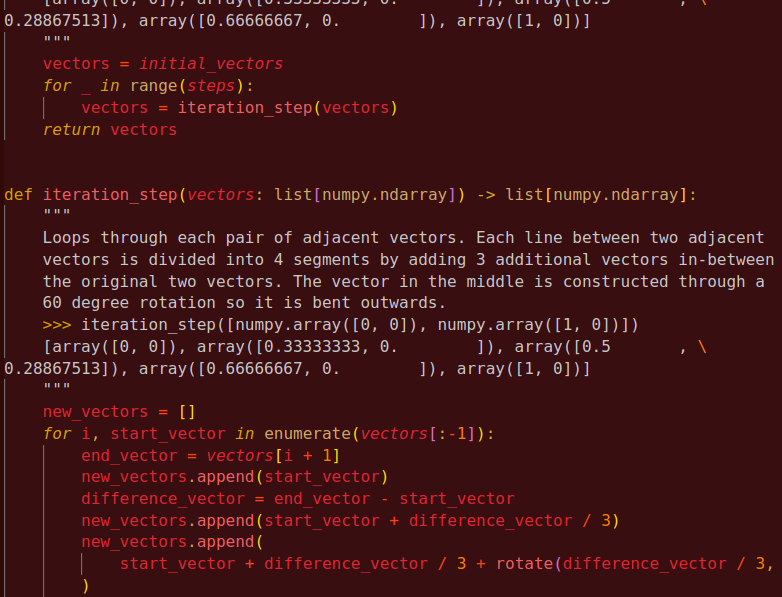 [array([0, 0]), array([0.33333333, 0.        ]), array([0.5       , \
0.28867513]), array([0.66666667, 0.        ]), array([1, 0])]
    """
    vectors = initial_vectors
    for _ in range(steps):
        vectors = iteration_step(vectors)
    return vectors


def iteration_step(vectors: list[numpy.ndarray]) -> list[numpy.ndarray]:
    """
    Loops through each pair of adjacent vectors. Each line between two adjacent
    vectors is divided into 4 segments by adding 3 additional vectors in-between
    the original two vectors. The vector in the middle is constructed through a
    60 degree rotation so it is bent outwards.
    >>> iteration_step([numpy.array([0, 0]), numpy.array([1, 0])])
    [array([0, 0]), array([0.33333333, 0.        ]), array([0.5       , \
0.28867513]), array([0.66666667, 0.        ]), array([1, 0])]
    """
    new_vectors = []
    for i, start_vector in enumerate(vectors[:-1]):
        end_vector = vectors[i + 1]
        new_vectors.append(start_vector)
        difference_vector = end_vector - start_vector
        new_vectors.append(start_vector + difference_vector / 3)
        new_vectors.append(
            start_vector + difference_vector / 3 + rotate(difference_vector / 3,
        )